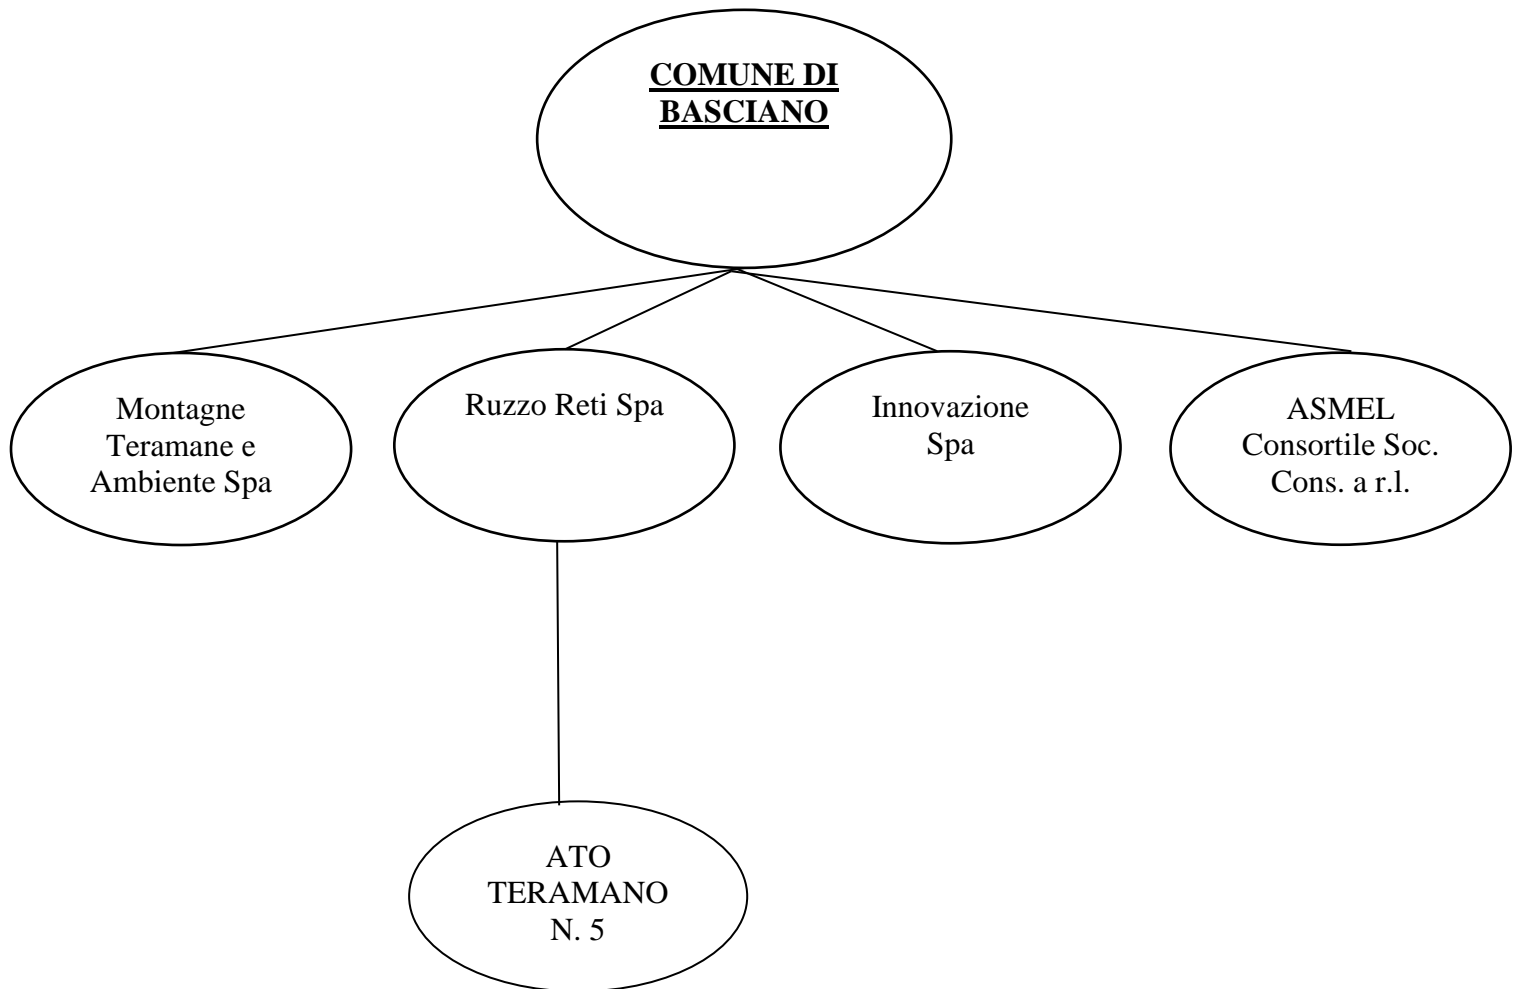 COMUNE DI
BASCIANO
Montagne
Teramane e
Ambiente Spa
Ruzzo Reti Spa
Innovazione
Spa
ASMEL
Consortile Soc.
Cons. a r.l.
ATO
TERAMANO
N. 5